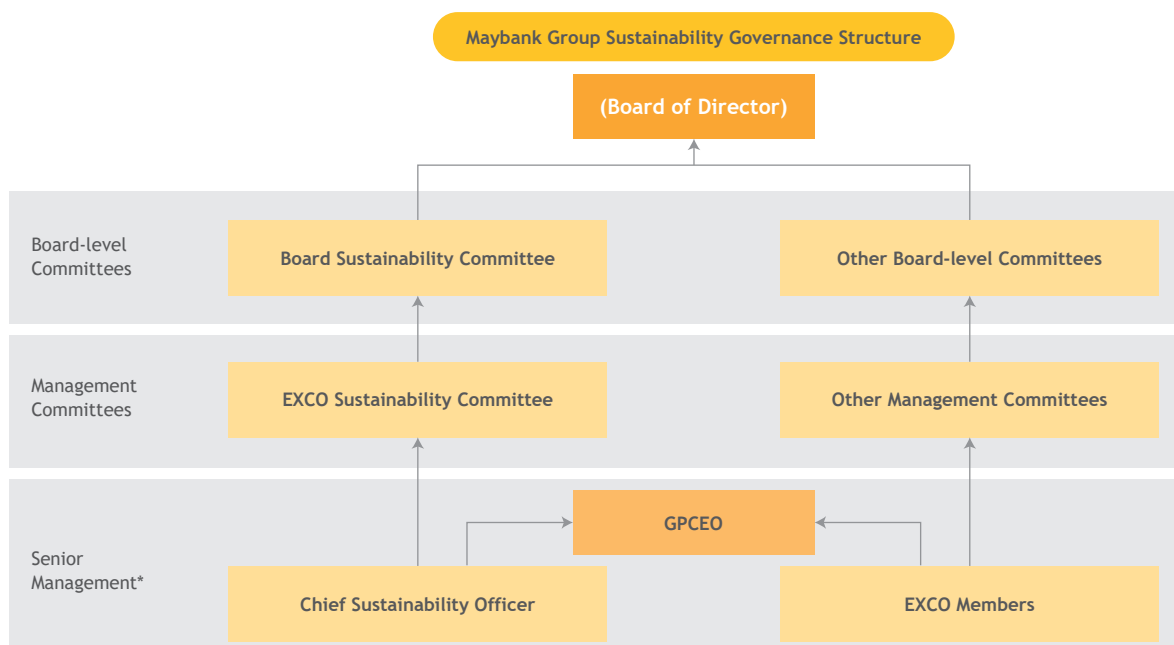 Maybank Group Sustainability Governance Structure
(Board of Director)
Board-level
Committees
Board Sustainability Committee
Other Board-level Committees
Management
Committees
EXCO Sustainability Committee
Other Management Committees
GPCEO
Senior
Management*
Chief Sustainability Officer
EXCO Members